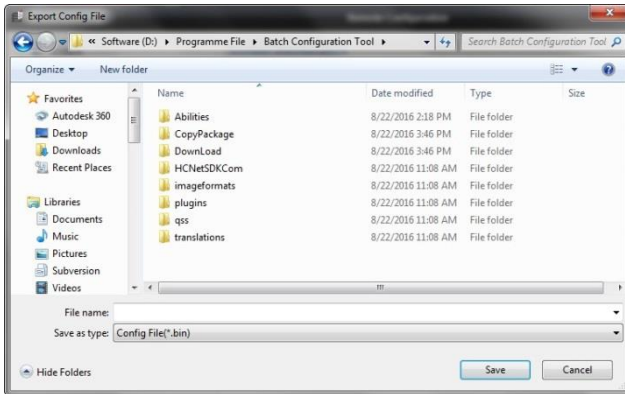 Export Config File
« Software (D:) ▸ Programme File ▸ Batch Configuration Tool ▸
Search Batch Configuration Tool
Organize ▾ New folder
Name Date modified Type Size
Favorites
Autodesk 360
Desktop
Downloads
Recent Places
Libraries
Documents
Music
Pictures
Subversion
Videos
Abilities 8/22/2016 2:18 PM File folder
CopyPackage 8/22/2016 3:46 PM File folder
DownLoad 8/22/2016 3:46 PM File folder
HCNetSDKCom 8/22/2016 11:08 AM File folder
imageformats 8/22/2016 11:08 AM File folder
plugins 8/22/2016 11:08 AM File folder
qss 8/22/2016 11:08 AM File folder
translations 8/22/2016 11:08 AM File folder
File name:
Save as type: Config File(*.bin)
Hide Folders
Save Cancel